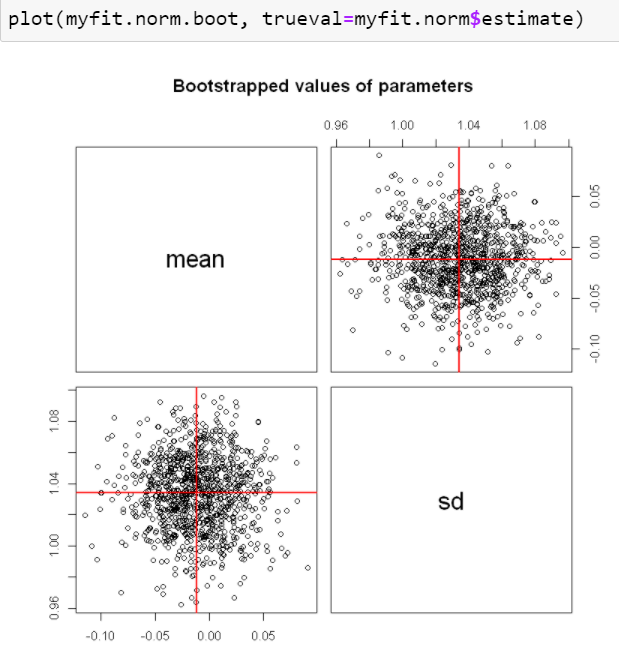 plot(myfit.norm.boot, trueval=myfit.norm$estimate)
Bootstrapped values of parameters
0.96 1.00 1.04 1.08
mean
0.05
0.00
-0.05
-0.10
1.08
1.04
1.00
0.96
sd
-0.10 -0.05 0.00 0.05